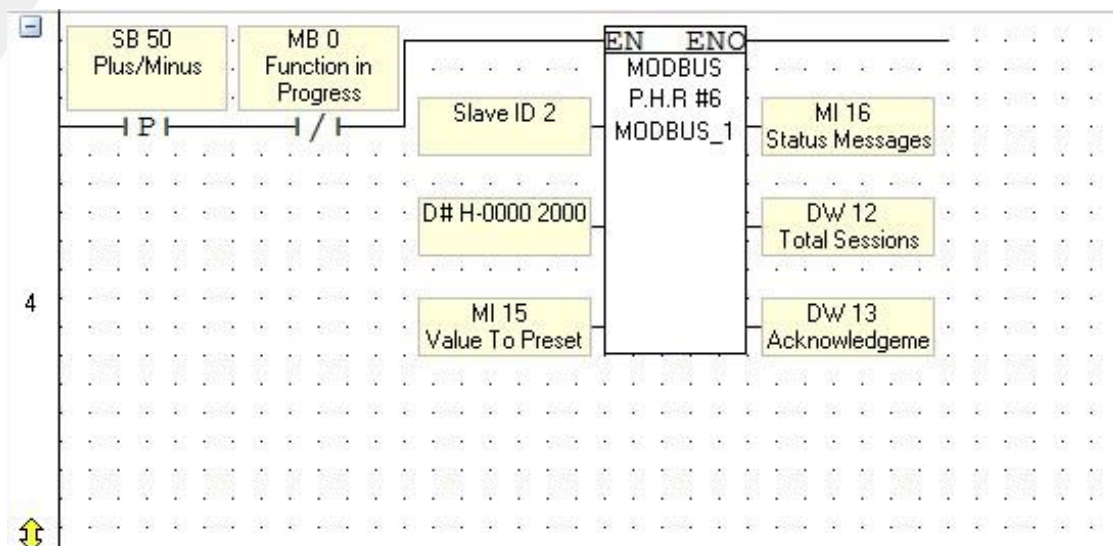 SB 50
Plus/Minus
MB 0
Function in
Progress
P
/
EN ENO
MODBUS
P.H.R #6
MODBUS_1
Slave ID 2
D# H-0000 2000
MI 15
Value To Preset
MI 16
Status Messages
DW 12
Total Sessions
DW 13
Acknowledgeme
4